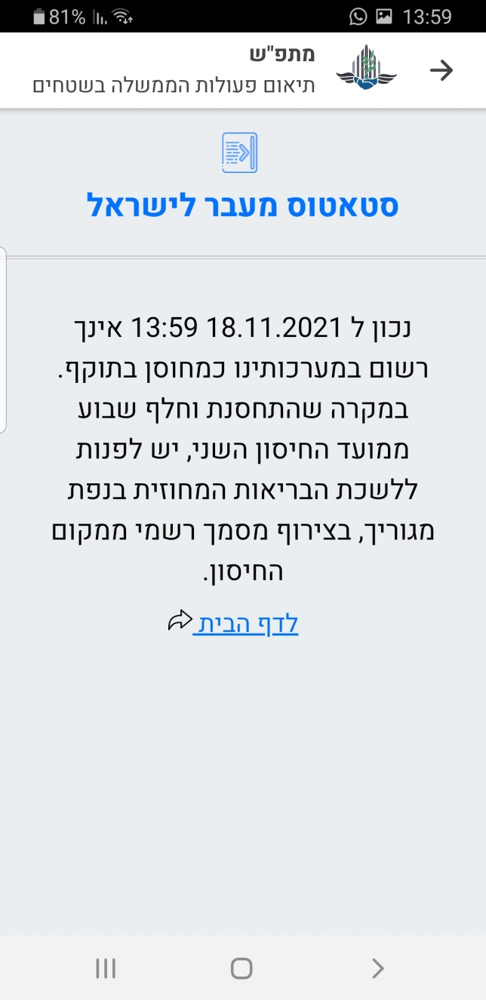 81% 13:59
מתפ"ש
תיאום פעולות הממשלה בשטחים
סטאטוס מעבר לישראל
נכון ל 18.11.2021 13:59 אינך
רשום במערכותינו כמחוסן בתוקף.
במקרה שהתחסנת וחלף שבוע
ממועד החיסון השני, יש לפנות
ללשכת הבריאות המחוזית בנפת
מגוריך, בצירוף מסמך רשמי ממקום
החיסון.
לדף הבית